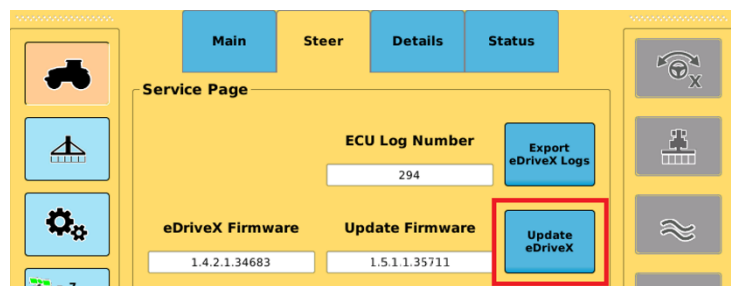 Main Steer Details Status
Service Page
ECU Log Number
Export
eDriveX Logs
294
eDriveX Firmware Update Firmware
Update
eDriveX
1.4.2.1.34683 1.5.1.1.35711
X